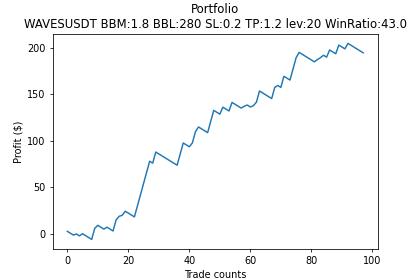 Portfolio
WAVESUSDT BBM:1.8 BBL:280 SL:0.2 TP:1.2 lev:20 WinRatio:43.0
Profit ($)
200
150
100
50
0
0 20 40 60 80 100
Trade counts